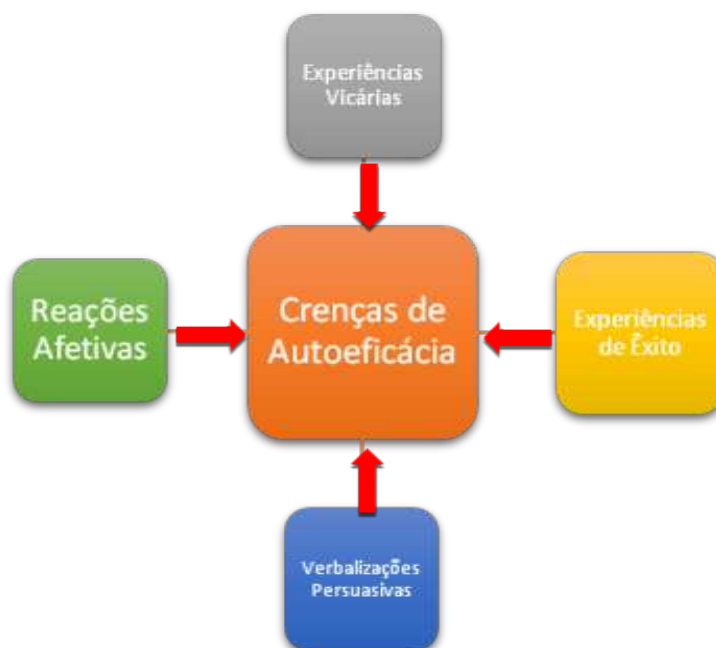 Experiências
Vicárias
Reações
Afetivas
Crenças de
Autoeficácia
Experiências
de Êxito
Verbalizações
Persuasivas